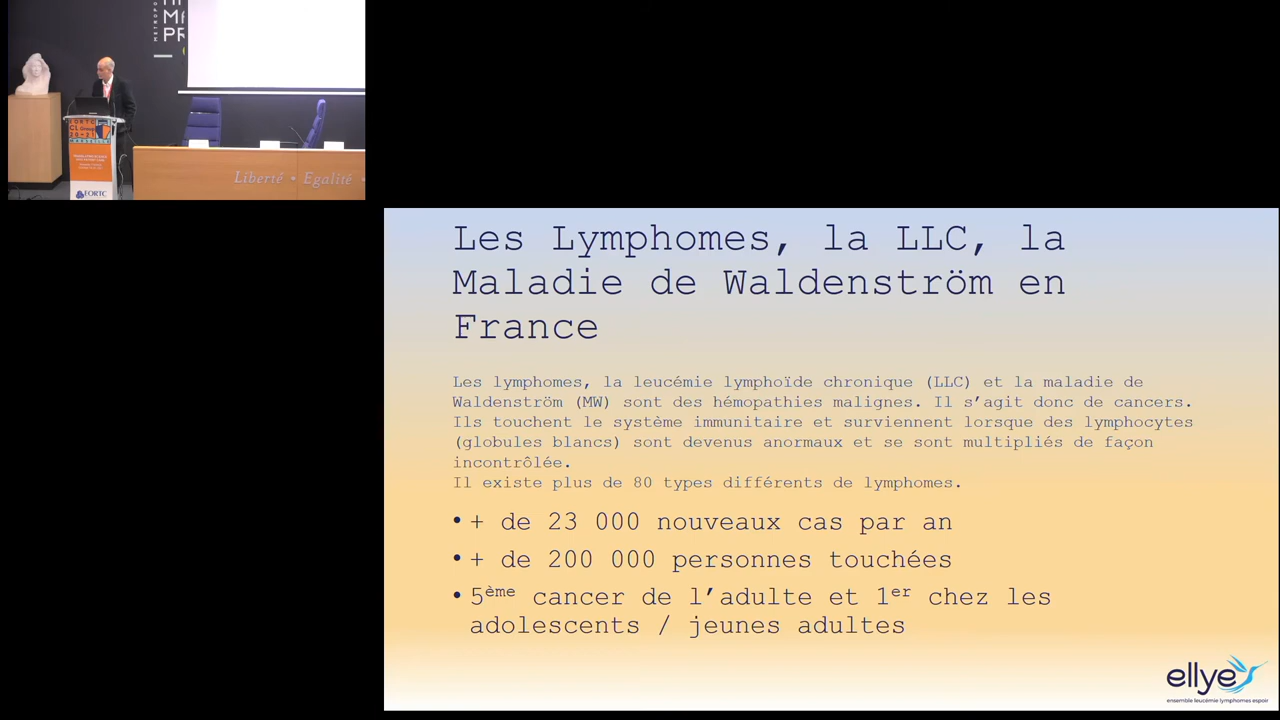 EORTC
CL Group
Liberté • Egalité •
EORTC
Les Lymphomes, la LLC, la
Maladie de Waldenström en
France
Les lymphomes, la leucémie lymphoïde chronique (LLC) et la maladie de
Waldenström (MW) sont des hémopathies malignes. Il s’agit donc de cancers.
Ils touchent le système immunitaire et surviennent lorsque des lymphocytes
(globules blancs) sont devenus anormaux et se sont multipliés de façon
incontrôlée.
Il existe plus de 80 types différents de lymphomes.
• + de 23 000 nouveaux cas par an
• + de 200 000 personnes touchées
• 5ème cancer de l’adulte et 1er chez les
adolescents / jeunes adultes
ellye
ensemble leucémie lymphomes espoir